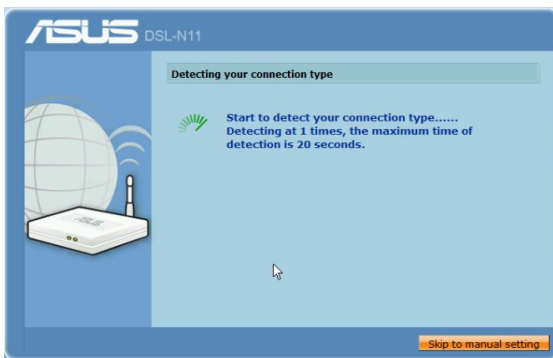 ASUS DSL-N11
Detecting your connection type
Start to detect your connection type......
Detecting at 1 times, the maximum time of
detection is 20 seconds.
ASUS
Skip to manual setting